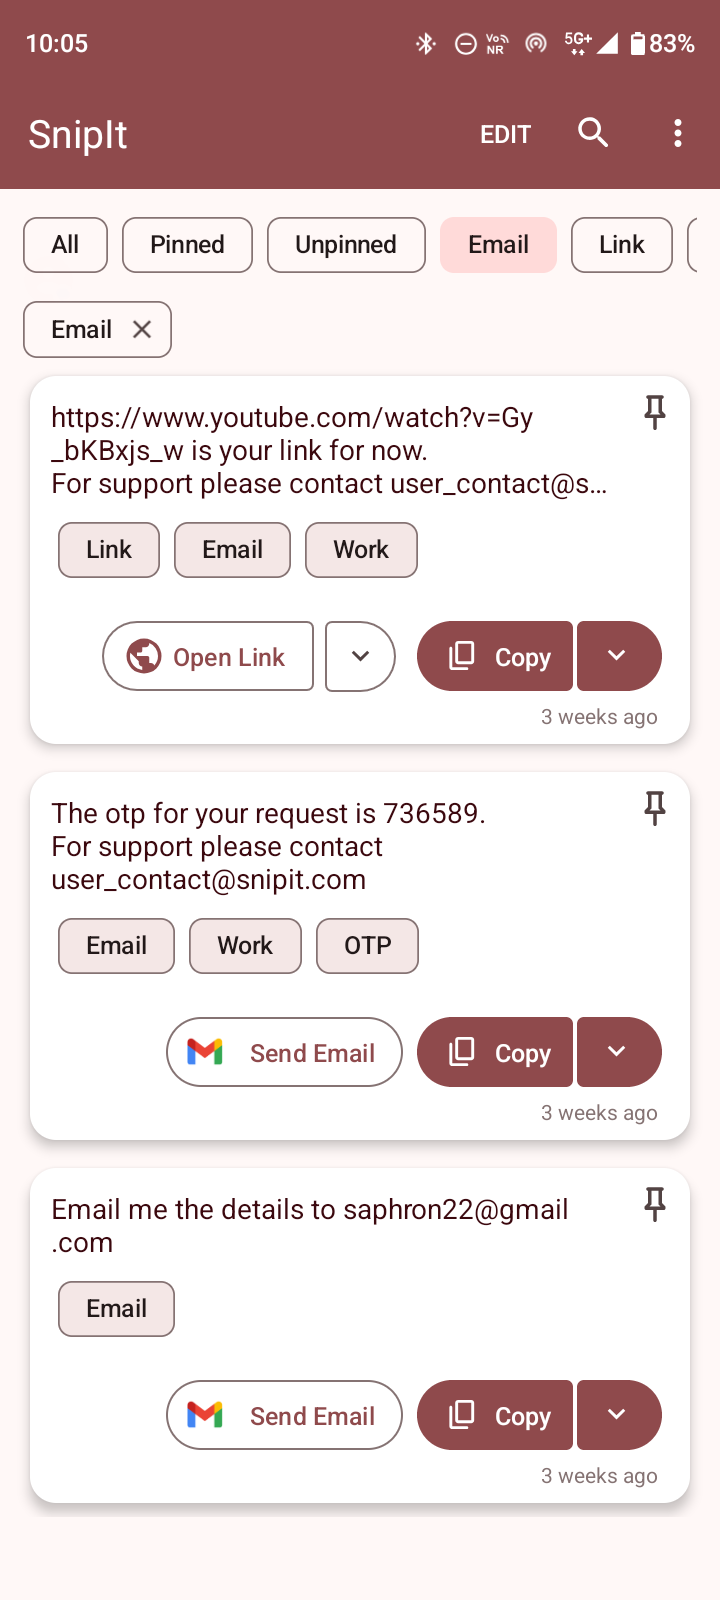 10:05
Vo
NR
5G+
83%
SnipIt
EDIT
All
Pinned
Unpinned
Email
Link
Email
https://www.youtube.com/watch?v=Gy
_bKBxjs_w is your link for now.
For support please contact user_contact@s...
Link
Email
Work
Open Link
Copy
3 weeks ago
The otp for your request is 736589.
For support please contact
user_contact@snipit.com
Email
Work
OTP
Send Email
Copy
3 weeks ago
Email me the details to saphron22@gmail
.com
Email
Send Email
Copy
3 weeks ago